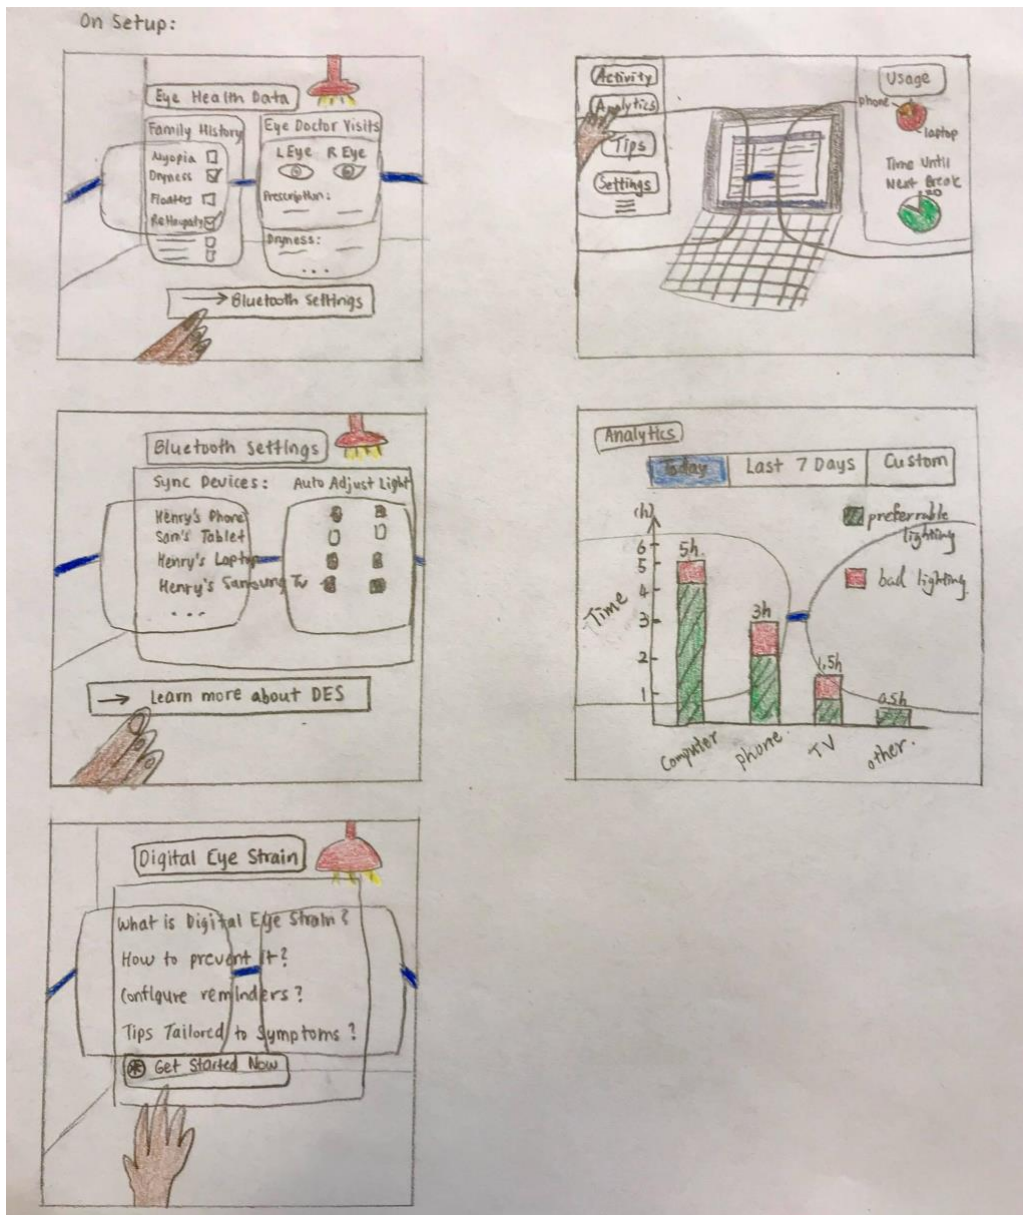 On Setup:
Eye Health Data
Family History
Myopia
Dryness
Floaters
Eye Doctor Visits
L Eye R Eye
Prescription:
Dryness:
...
→ Bluetooth Settings
Activity
Analytics
Tips
Settings
Usage
phone
laptop
Time Until
Next Break
20
Bluetooth Settings
Sync Devices: Auto Adjust Light
Henry's Phone
Sam's Tablet
Henry's Laptop
Henry's Samsung TV
...
→ Learn more about DES
Analytics
Today Last 7 Days Custom
preferrable
lighting
bad lighting
(h)
6
5
4
3
2
1
Time
5h.
3h
1.5h
0.5h
computer
phone.
TV
other.
Digital Eye Strain
What is Digital Eye Strain?
How to prevent it?
Configure reminders?
Tips Tailored to Symptoms?
Get Started Now